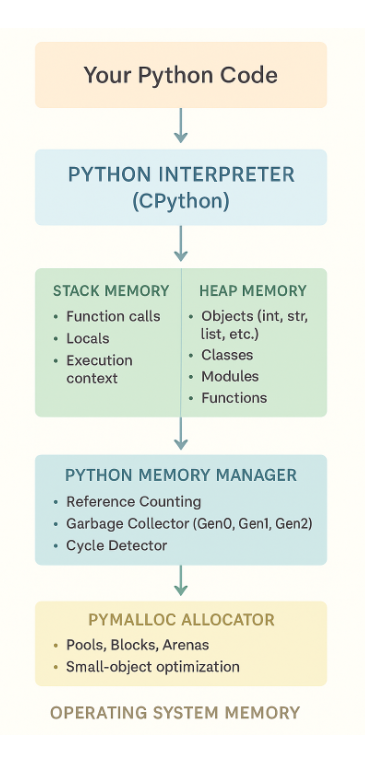 Your Python Code
PYTHON INTERPRETER
(CPython)
STACK MEMORY
• Function calls
• Locals
• Execution
context
HEAP MEMORY
• Objects (int, str,
list, etc.)
• Classes
• Modules
• Functions
PYTHON MEMORY MANAGER
• Reference Counting
• Garbage Collector (Gen0, Gen1, Gen2)
• Cycle Detector
PYMALLOC ALLOCATOR
• Pools, Blocks, Arenas
• Small-object optimization
OPERATING SYSTEM MEMORY